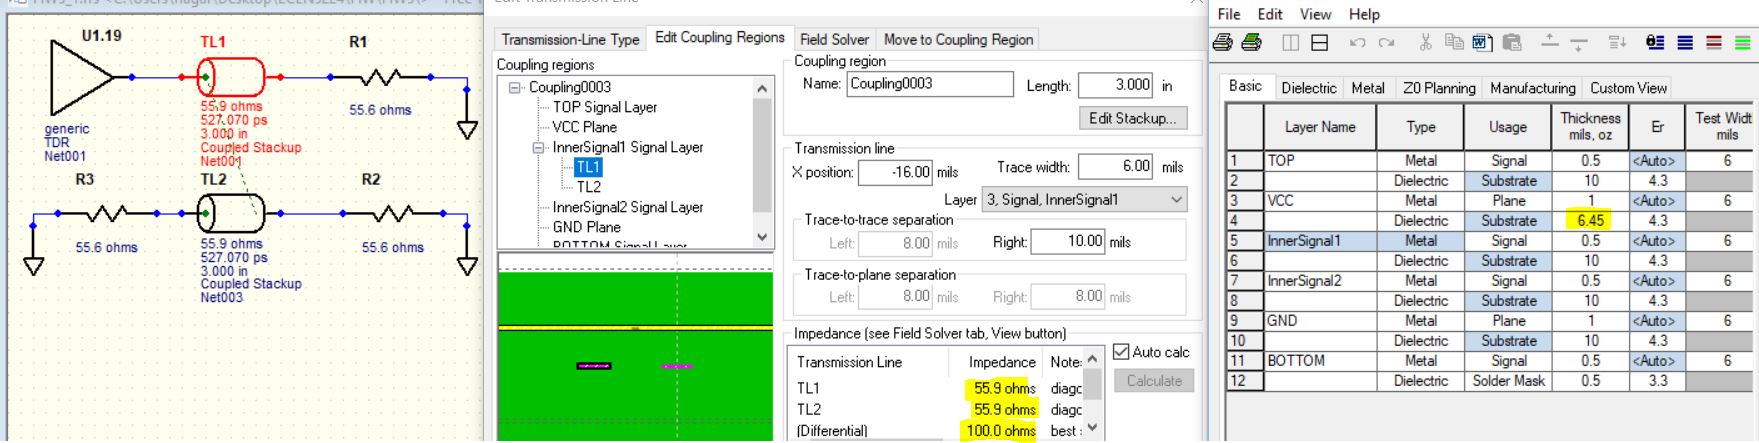 U1.19
TL1
R1
55.9 ohms
527.070 ps
3.000 in
Coupled Stackup
Net001
55.6 ohms
generic
TDR
Net001
R3
TL2
R2
55.6 ohms
55.9 ohms
527.070 ps
3.000 in
Coupled Stackup
Net003
55.6 ohms
Edit Transmission Line
Transmission-Line Type Edit Coupling Regions Field Solver Move to Coupling Region
Coupling regions
Coupling0003
TOP Signal Layer
VCC Plane
InnerSignal1 Signal Layer
TL1
TL2
InnerSignal2 Signal Layer
GND Plane
BOTTOM Signal Layer
Coupling region
Name: Coupling0003 Length: 3.000 in
Edit Stackup...
Transmission line
X position: -16.00 mils Trace width: 6.00 mils
Layer 3, Signal, InnerSignal1
Trace-to-trace separation
Left: 8.00 mils Right: 10.00 mils
Trace-to-plane separation
Left: 8.00 mils Right: 8.00 mils
Impedance (see Field Solver tab, View button)
Transmission Line Impedance Note:
TL1 55.9 ohms diagc
TL2 55.9 ohms diagc
(Differential) 100.0 ohms best :
Auto calc
Calculate
File Edit View Help
Basic Dielectric Metal Z0 Planning Manufacturing Custom View
Layer Name Type Usage Thickness mils, oz Er Test Widt mils
1 TOP Metal Signal 0.5 <Auto> 6
2 Dielectric Substrate 10 4.3
3 VCC Metal Plane 1 <Auto> 6
4 Dielectric Substrate 6.45 4.3
5 InnerSignal1 Metal Signal 0.5 <Auto> 6
6 Dielectric Substrate 10 4.3
7 InnerSignal2 Metal Signal 0.5 <Auto> 6
8 Dielectric Substrate 10 4.3
9 GND Metal Plane 1 <Auto> 6
10 Dielectric Substrate 10 4.3
11 BOTTOM Metal Signal 0.5 <Auto> 6
12 Dielectric Solder Mask 0.5 3.3